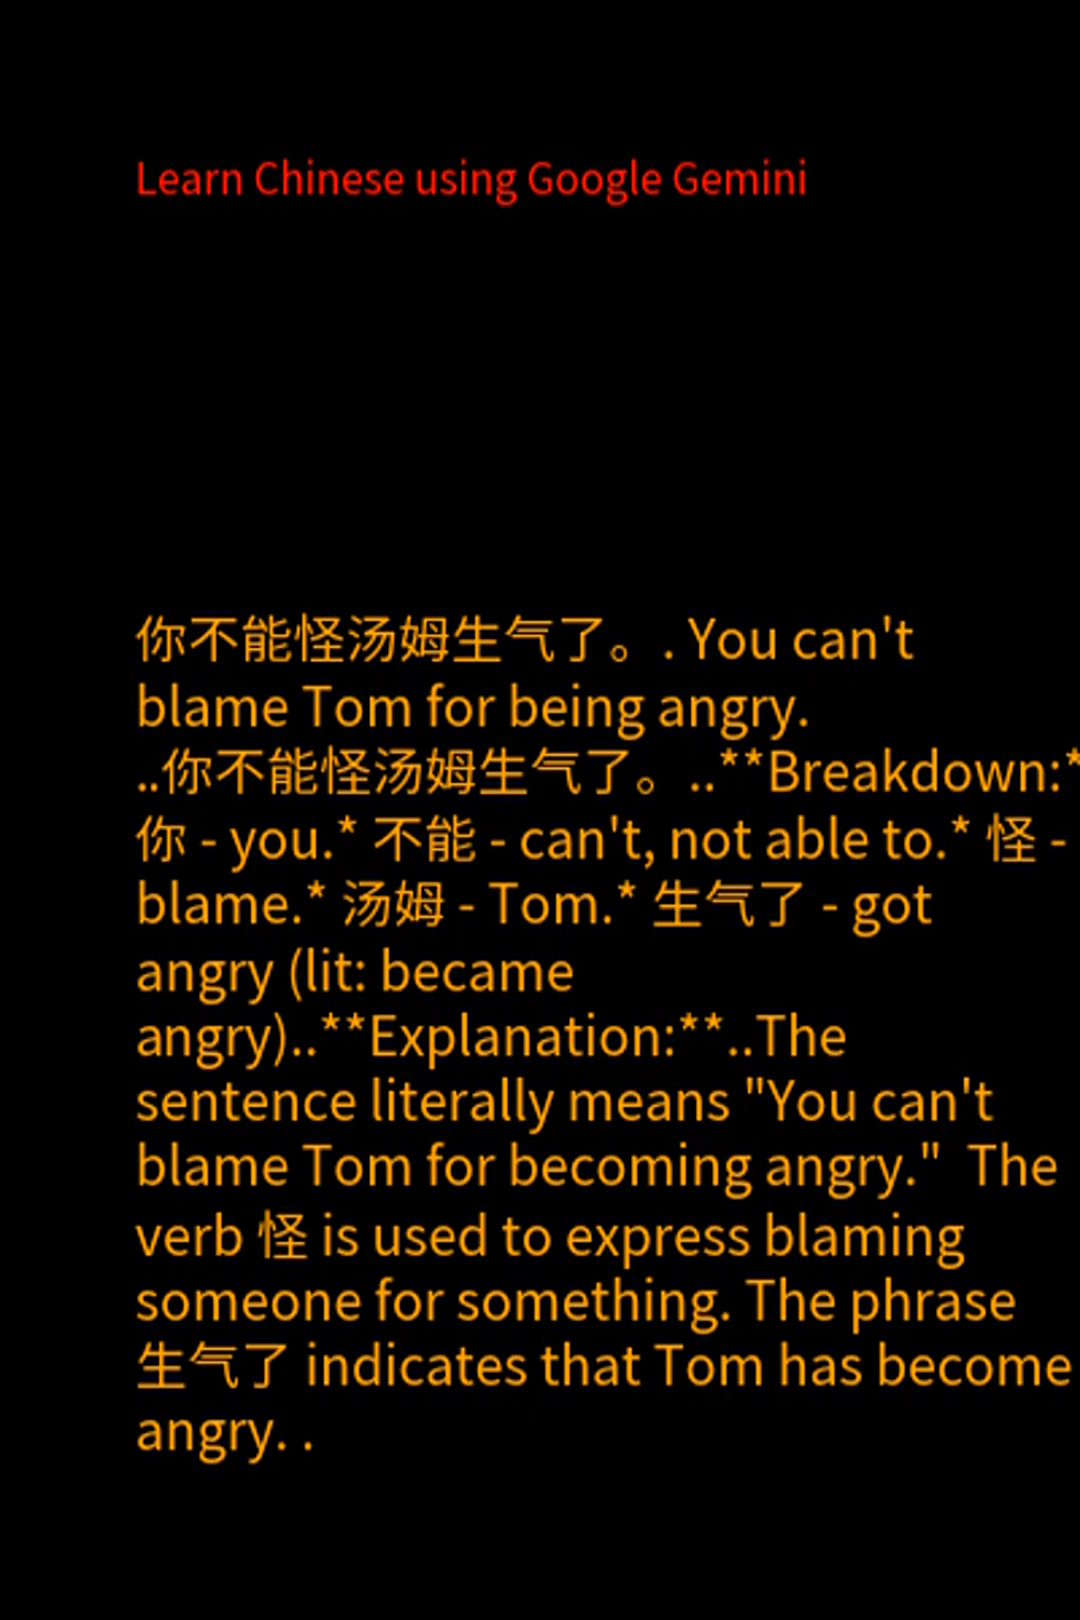 Learn Chinese using Google Gemini
你不能怪汤姆生气了。. You can't
blame Tom for being angry.
..你不能怪汤姆生气了。..**Breakdown:*
你 - you.* 不能 - can't, not able to.* 怪 -
blame.* 汤姆 - Tom.* 生气了 - got
angry (lit: became
angry)..**Explanation:**..The
sentence literally means "You can't
blame Tom for becoming angry."  The
verb 怪 is used to express blaming
someone for something. The phrase
生气了 indicates that Tom has become
angry. .